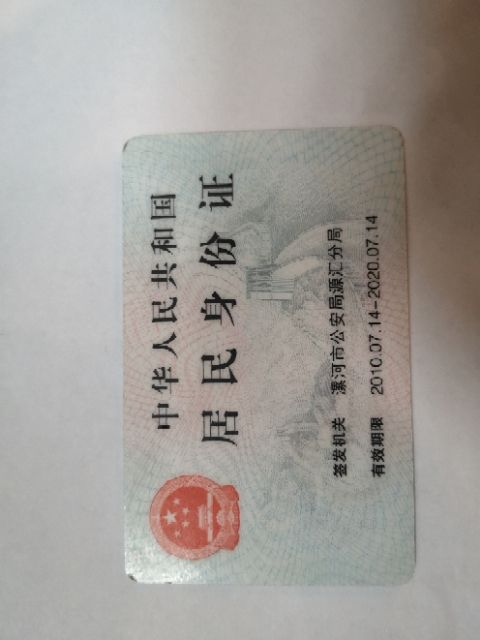 中华人民共和国
居民身份证
签发机关 漯河市公安局源汇分局
有效期限 2010.07.14-2020.07.14